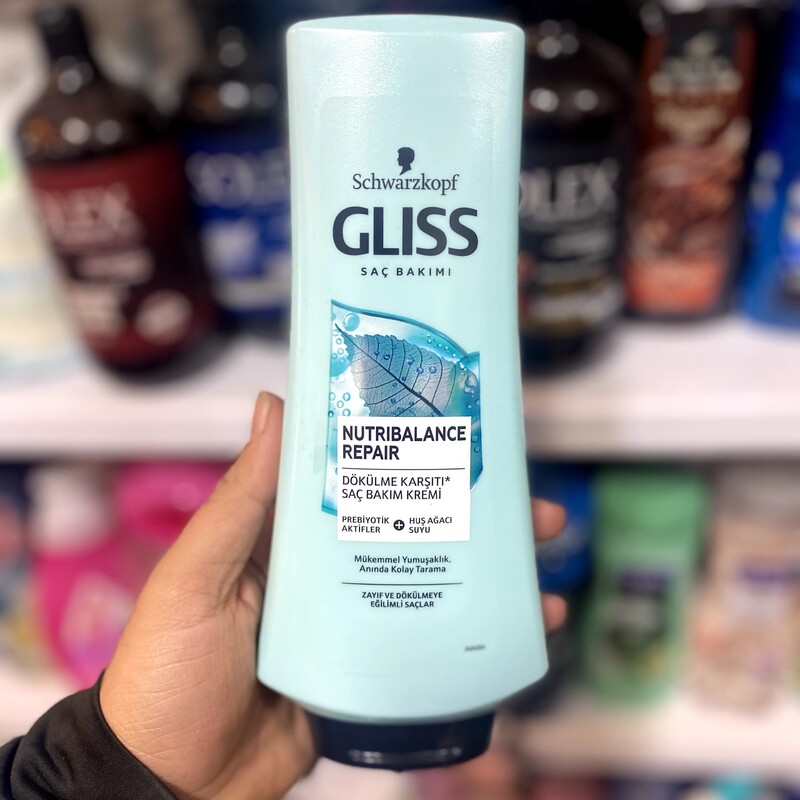 Schwarzkopf
GLISS
SAÇ BAKIMI
NUTRIBALANCE
REPAIR
DÖKÜLME KARŞITI*
SAÇ BAKIM KREMİ
PREBİYOTİK
AKTİFLER
+
HUŞ AĞACI
SUYU
Mükemmel Yumuşaklık,
Anında Kolay Tarama
ZAYIF VE DÖKÜLMEYE
EĞİLİMLİ SAÇLAR